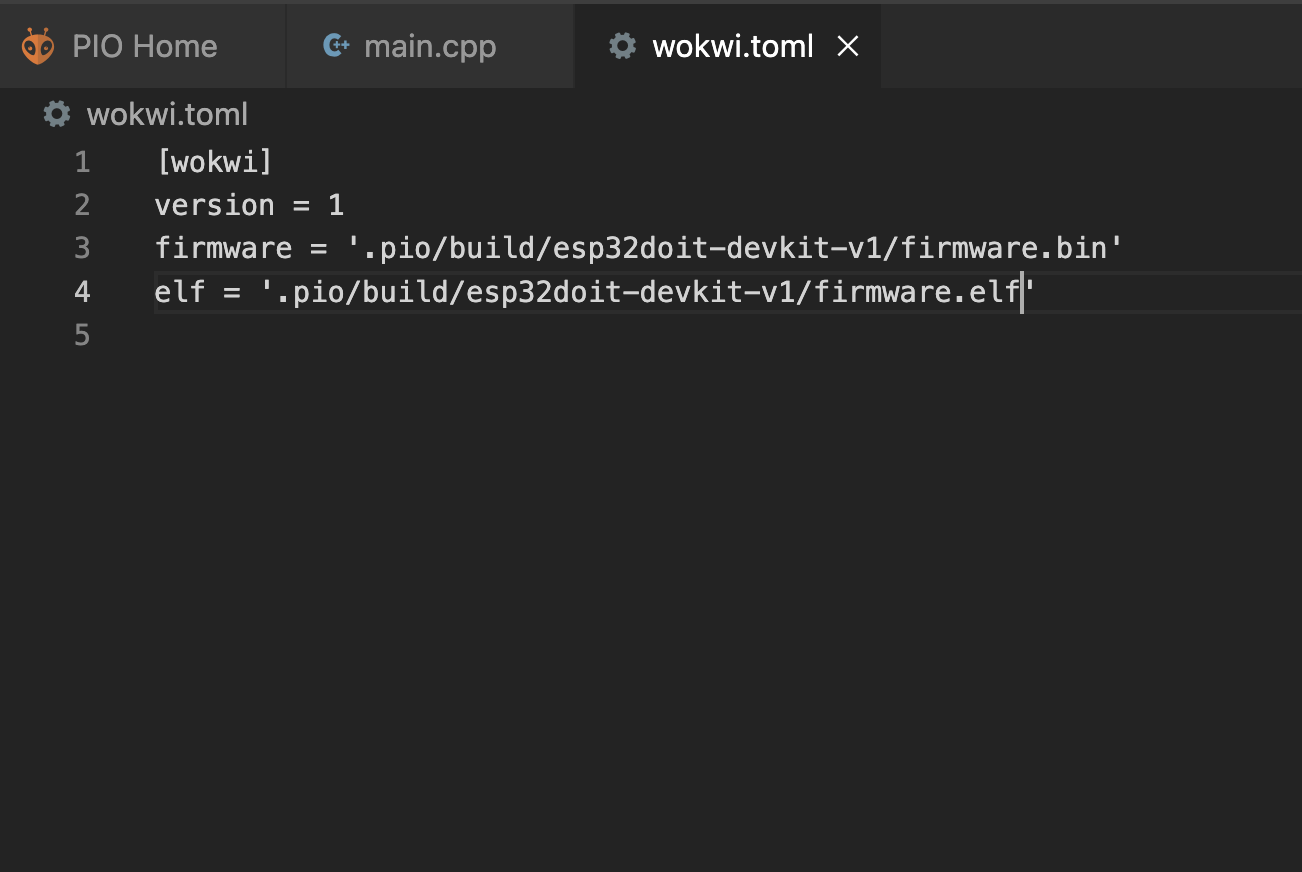 PIO Home
main.cpp
wokwi.toml
wokwi.toml
1 [wokwi]
2 version = 1
3 firmware = '.pio/build/esp32doit-devkit-v1/firmware.bin'
4 elf = '.pio/build/esp32doit-devkit-v1/firmware.elf'
5